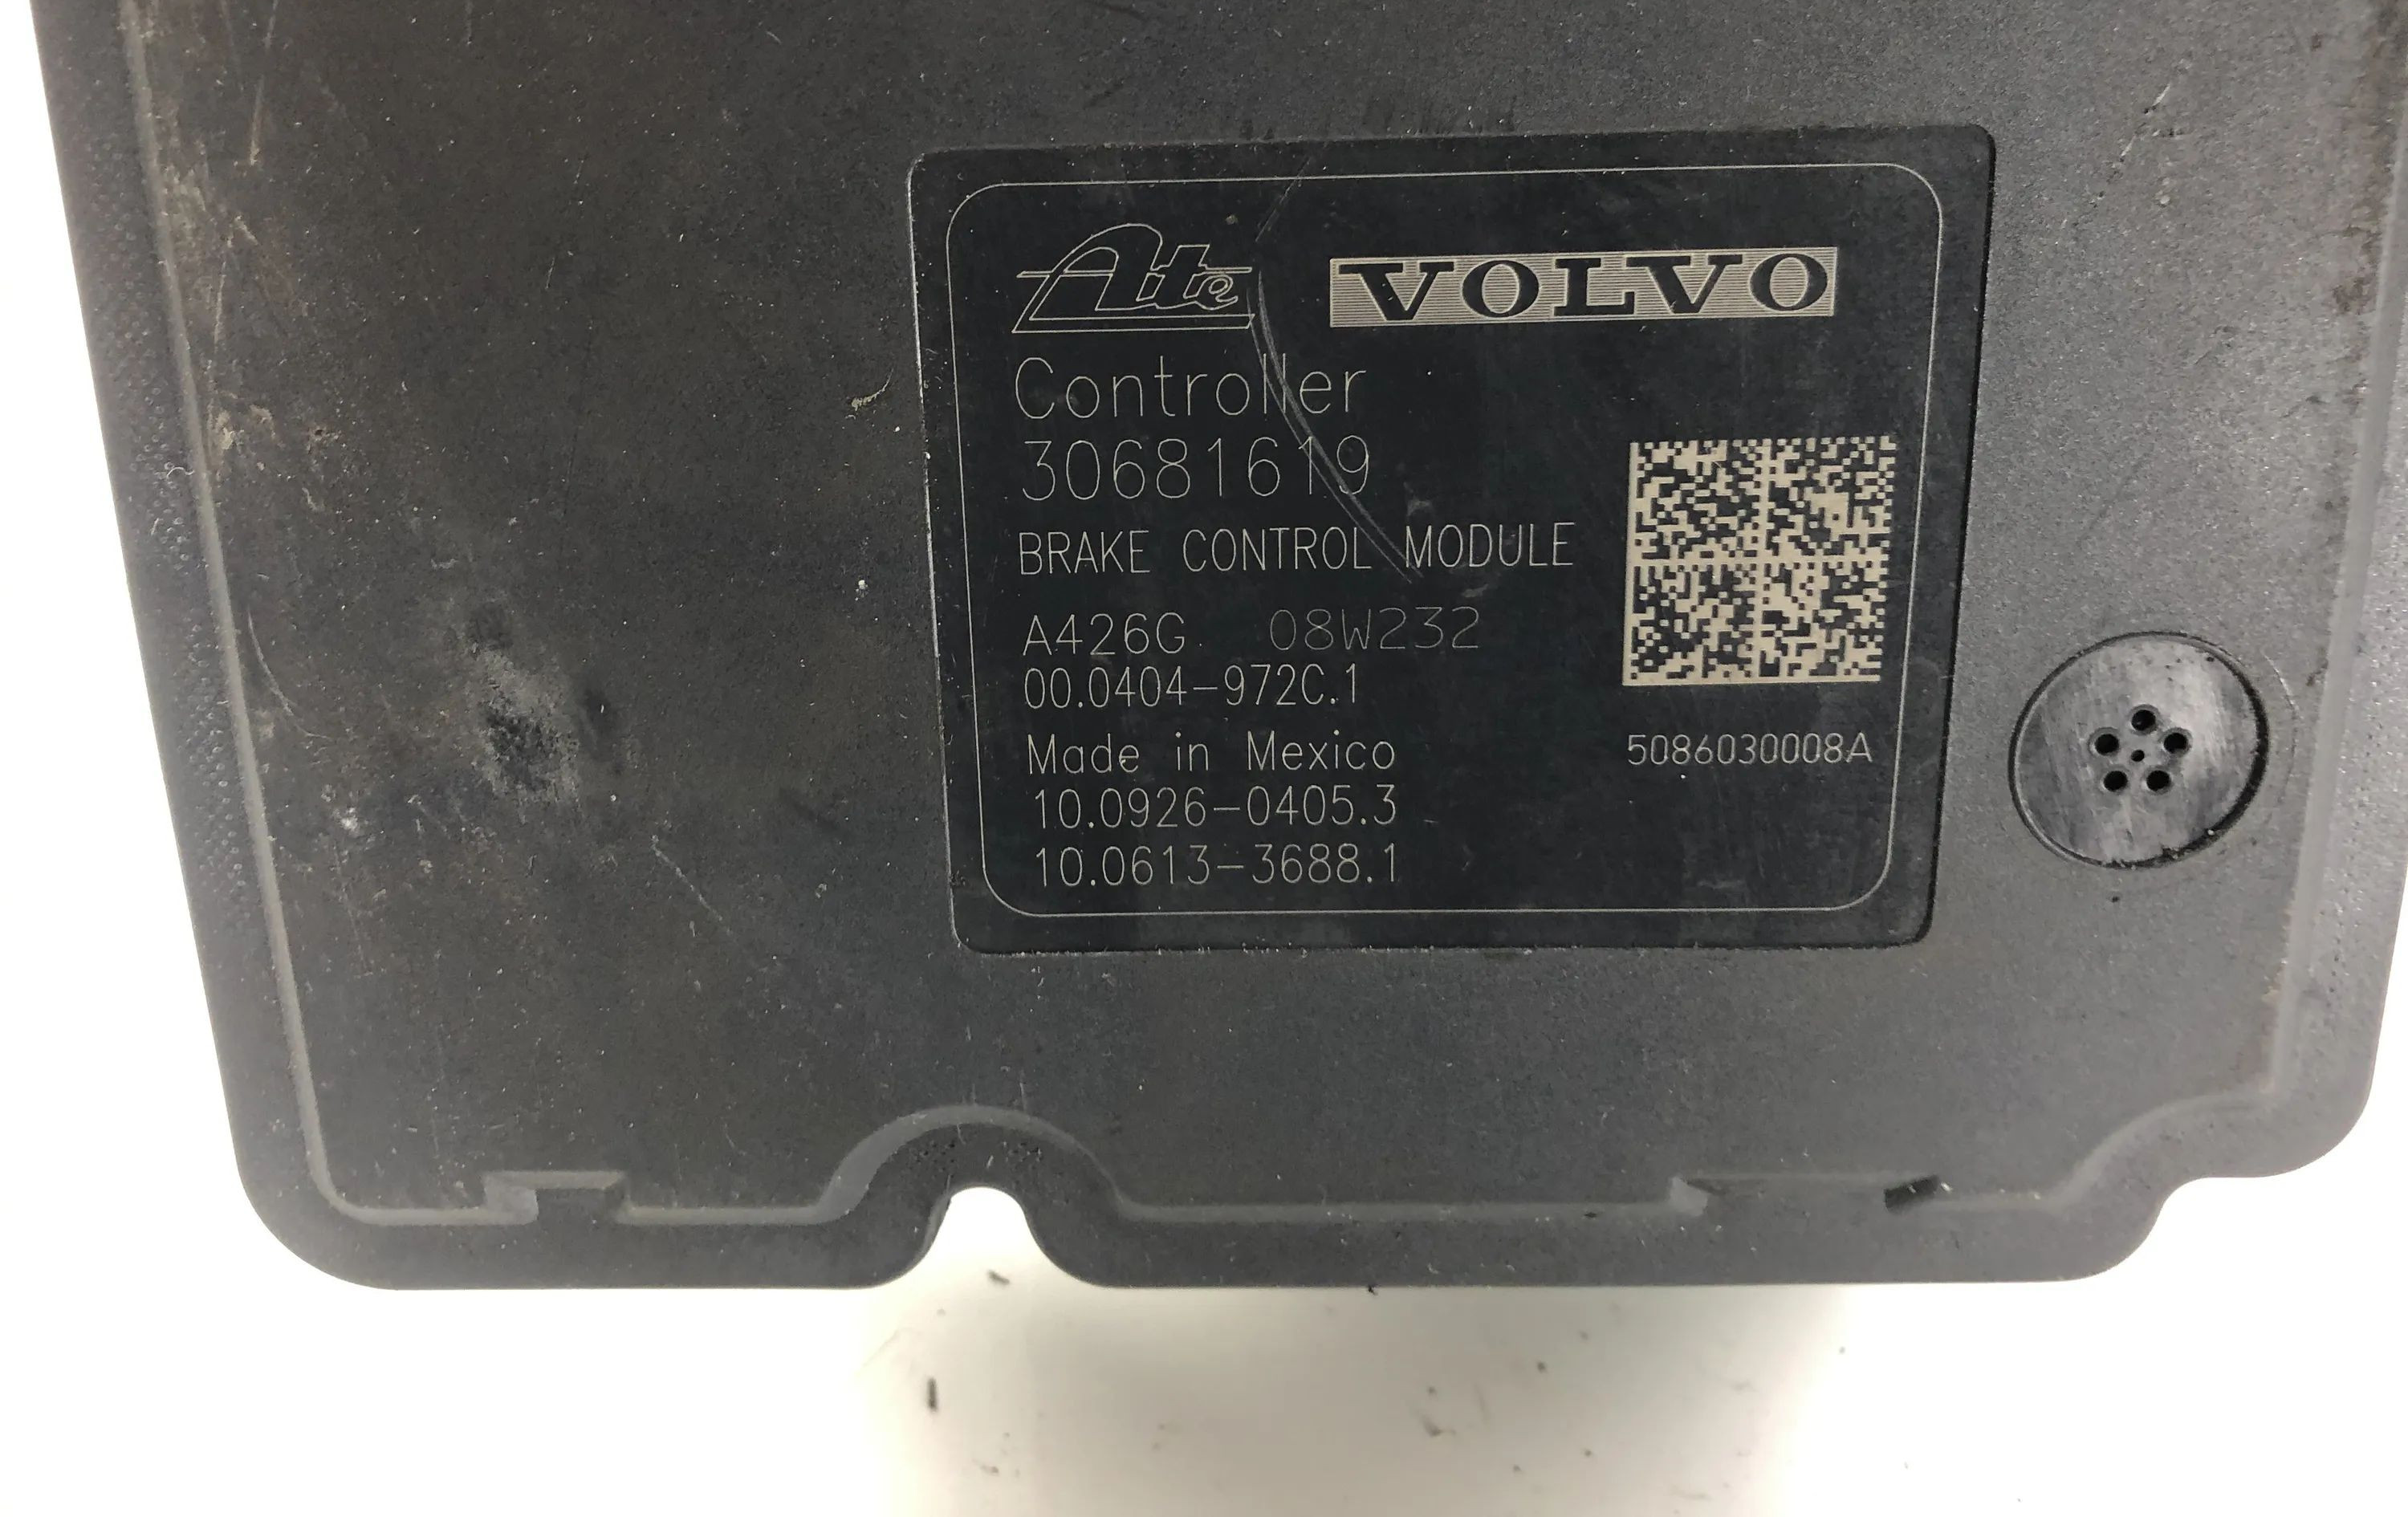 Ate VOLVO
Controller
30681619
BRAKE CONTROL MODULE
A426G 08W232
00.0404-972C.1
Made in Mexico
10.0926-0405.3
10.0613-3688.1
5086030008A